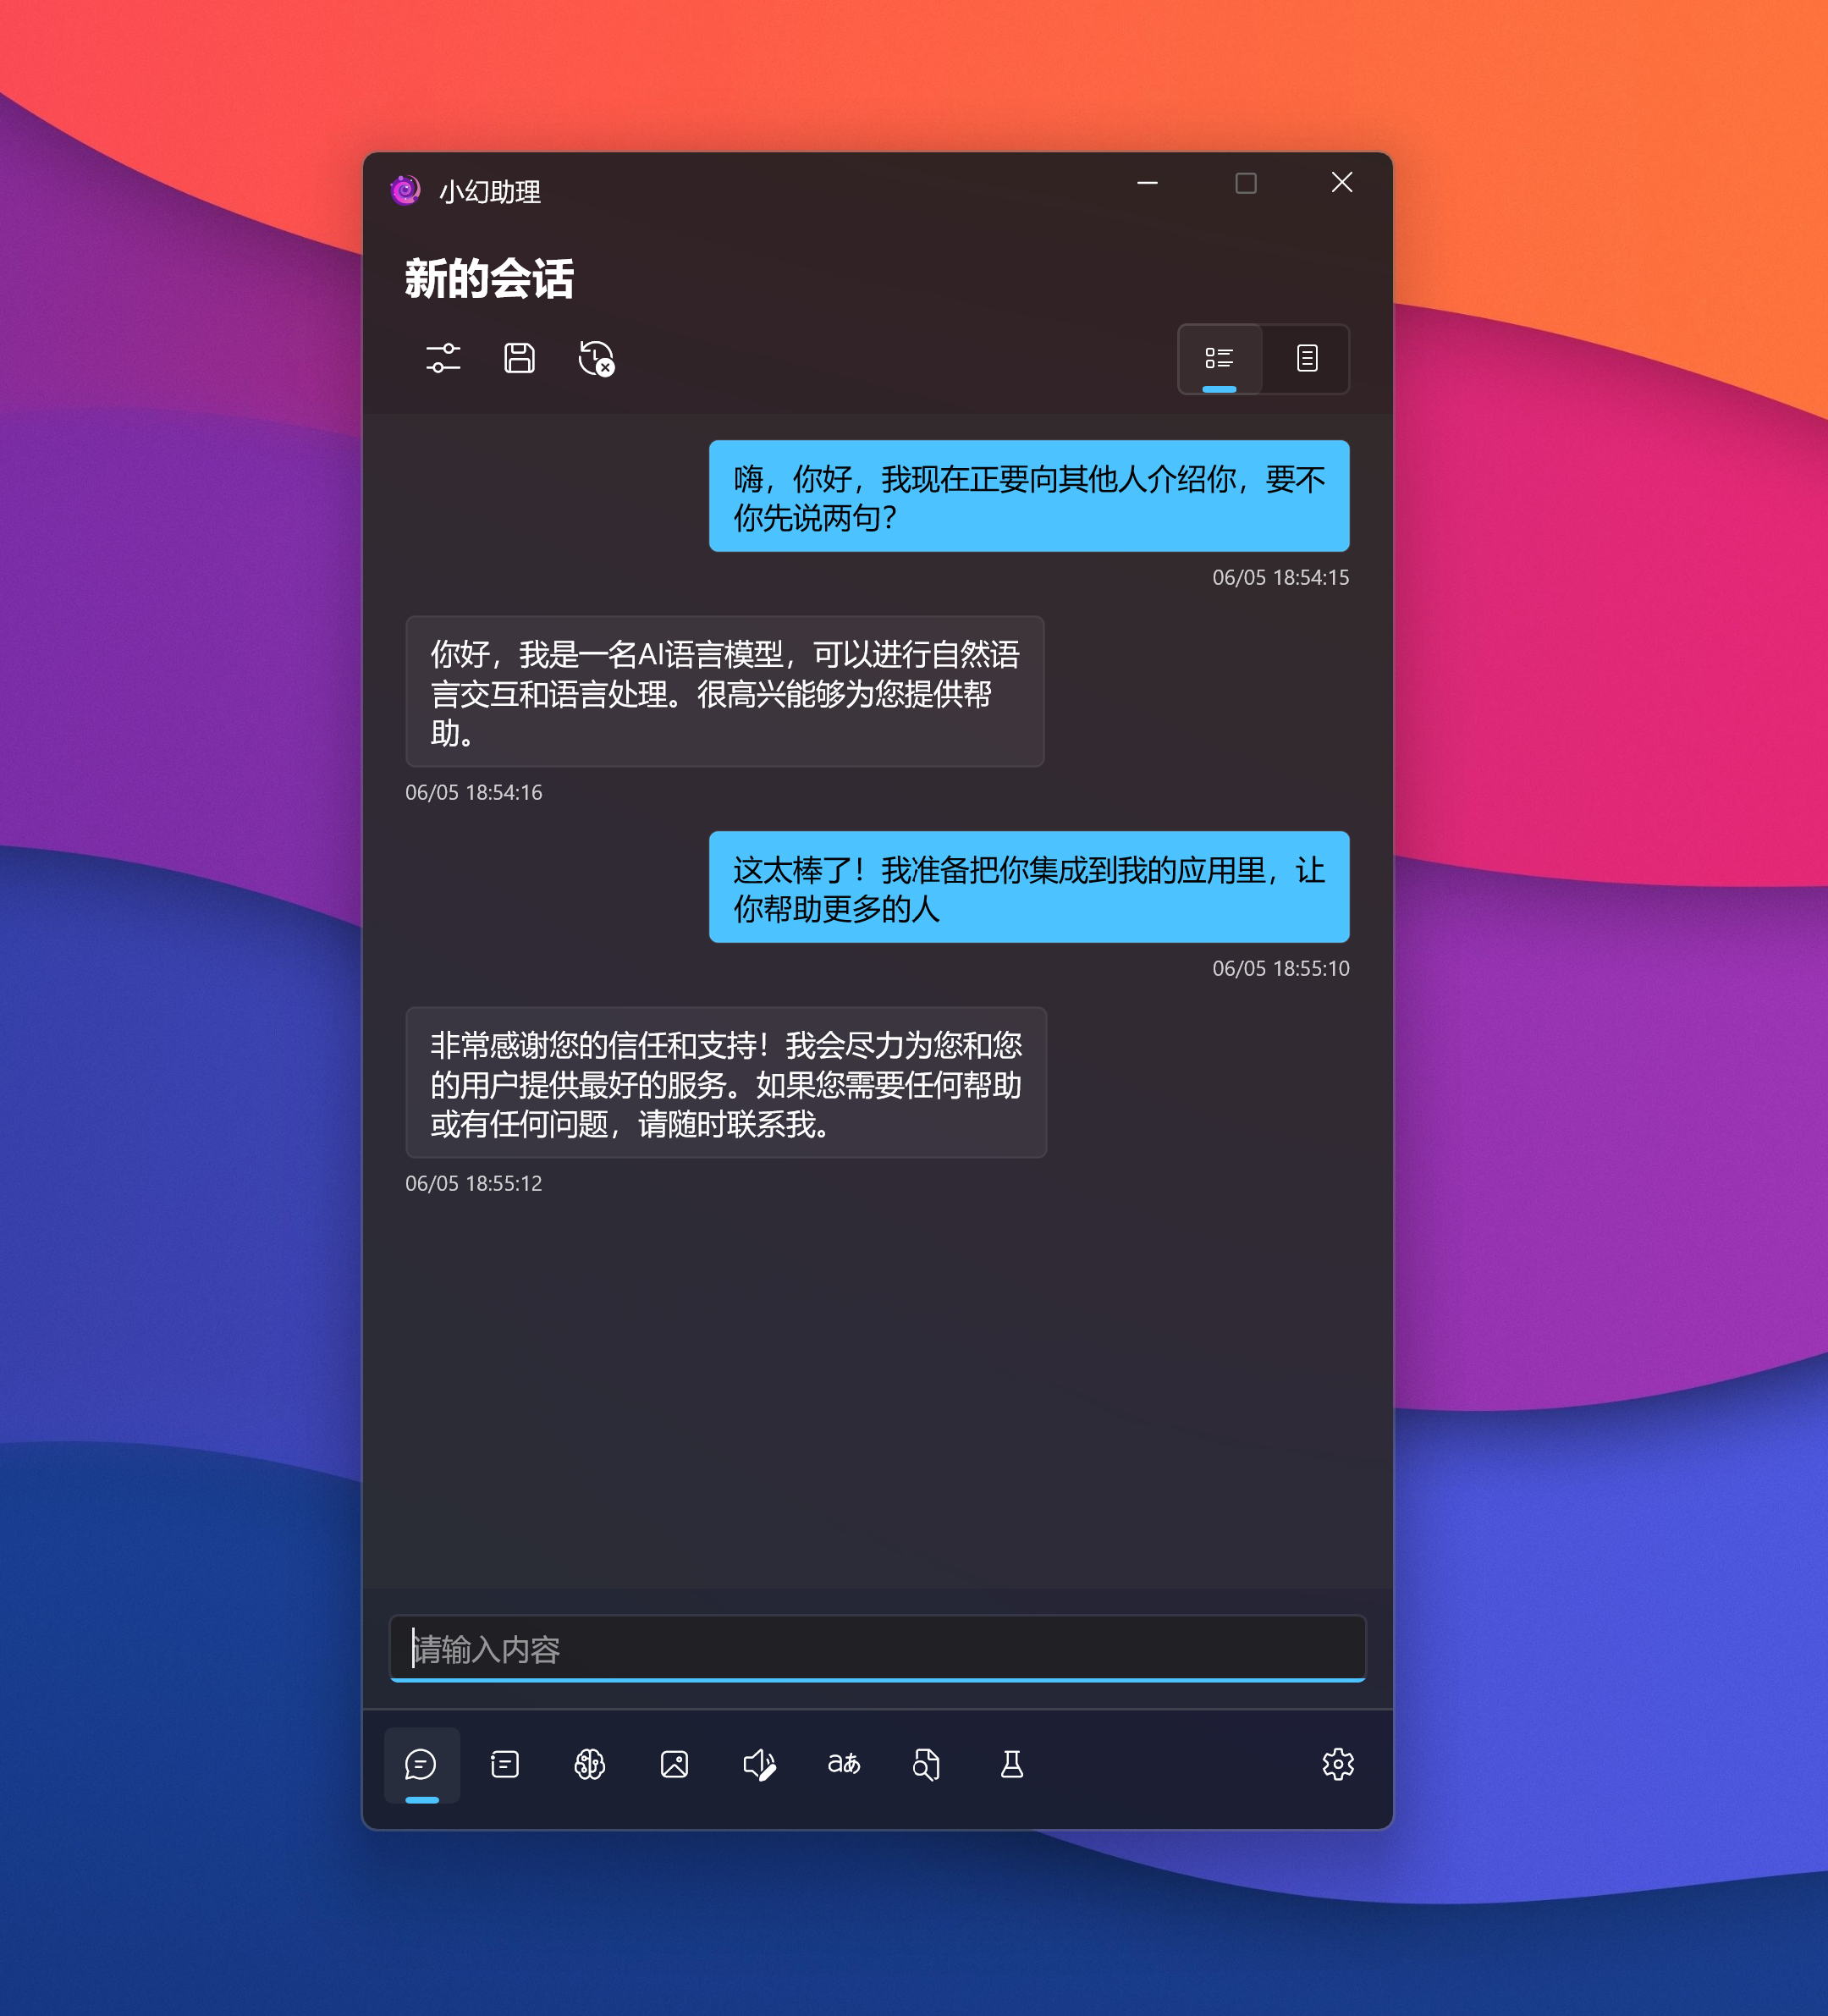 小幻助理
新的会话
嗨，你好，我现在正要向其他人介绍你，要不
你先说两句？
06/05 18:54:15
你好，我是一名AI语言模型，可以进行自然语
言交互和语言处理。很高兴能够为您提供帮
助。
06/05 18:54:16
这太棒了！我准备把你集成到我的应用里，让
你帮助更多的人
06/05 18:55:10
非常感谢您的信任和支持！我会尽力为您和您
的用户提供最好的服务。如果您需要任何帮助
或有任何问题，请随时联系我。
06/05 18:55:12
请输入内容
aあ